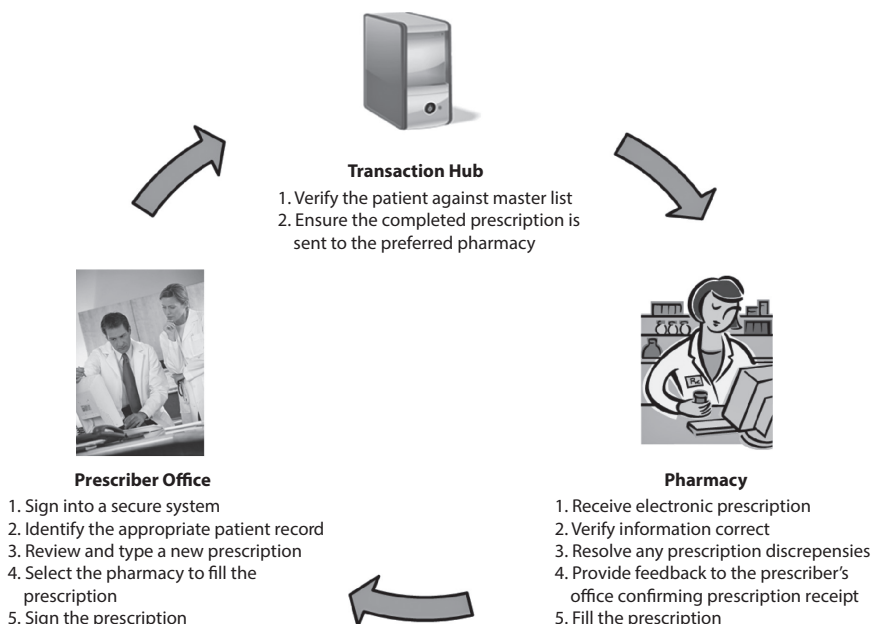 Transaction Hub
1. Verify the patient against master list
2. Ensure the completed prescription is
sent to the preferred pharmacy
Prescriber Office
1. Sign into a secure system
2. Identify the appropriate patient record
3. Review and type a new prescription
4. Select the pharmacy to fill the
prescription
5. Sign the prescription
Rx
Pharmacy
1. Receive electronic prescription
2. Verify information correct
3. Resolve any prescription discrepensies
4. Provide feedback to the prescriber's
office confirming prescription receipt
5. Fill the prescription